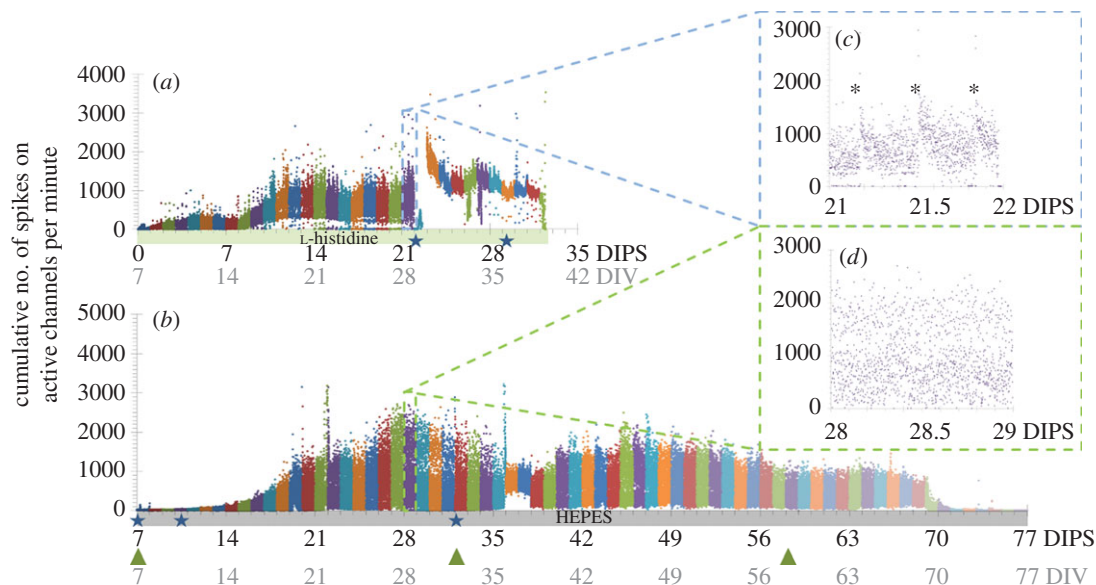 cumulative no. of spikes on
active channels per minute
(a)
4000
3000
2000
1000
0
L-histidine
0 7 14 21 28 35 DIPS
7 14 21 28 35 42 DIV
(b)
5000
4000
3000
2000
1000
0
HEPES
7 14 21 28 35 42 49 56 63 70 77 DIPS
7 14 21 28 35 42 49 56 63 70 77 DIV
(c)
3000
2000
1000
0
* * *
21 21.5 22 DIPS
(d)
3000
2000
1000
0
28 28.5 29 DIPS